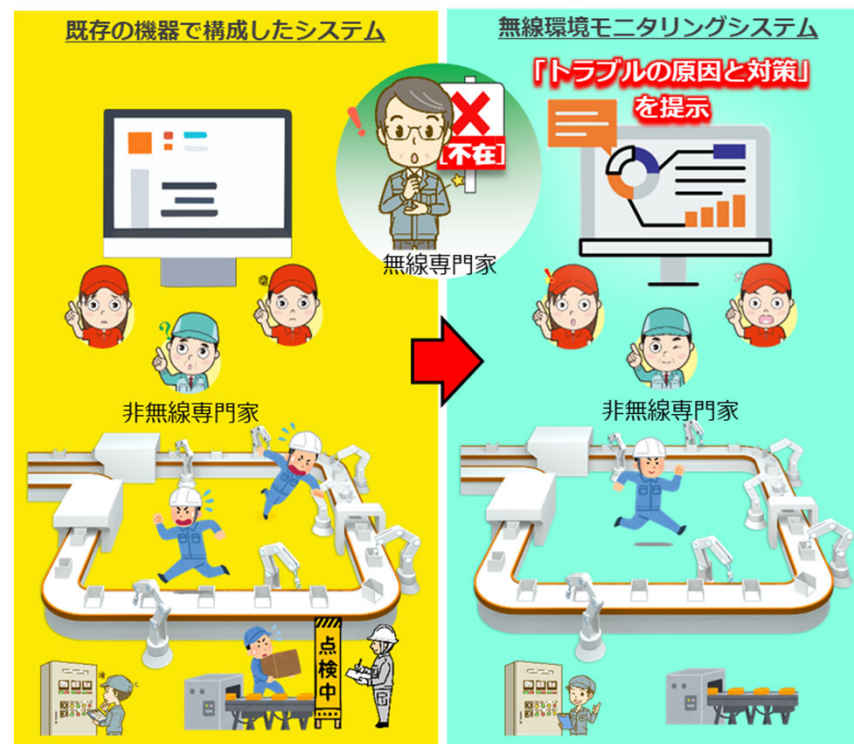 既存の機器で構成したシステム
無線環境モニタリングシステム
「トラブルの原因と対策」
を提示
[不在]
無線専門家
非無線専門家
非無線専門家
点検中